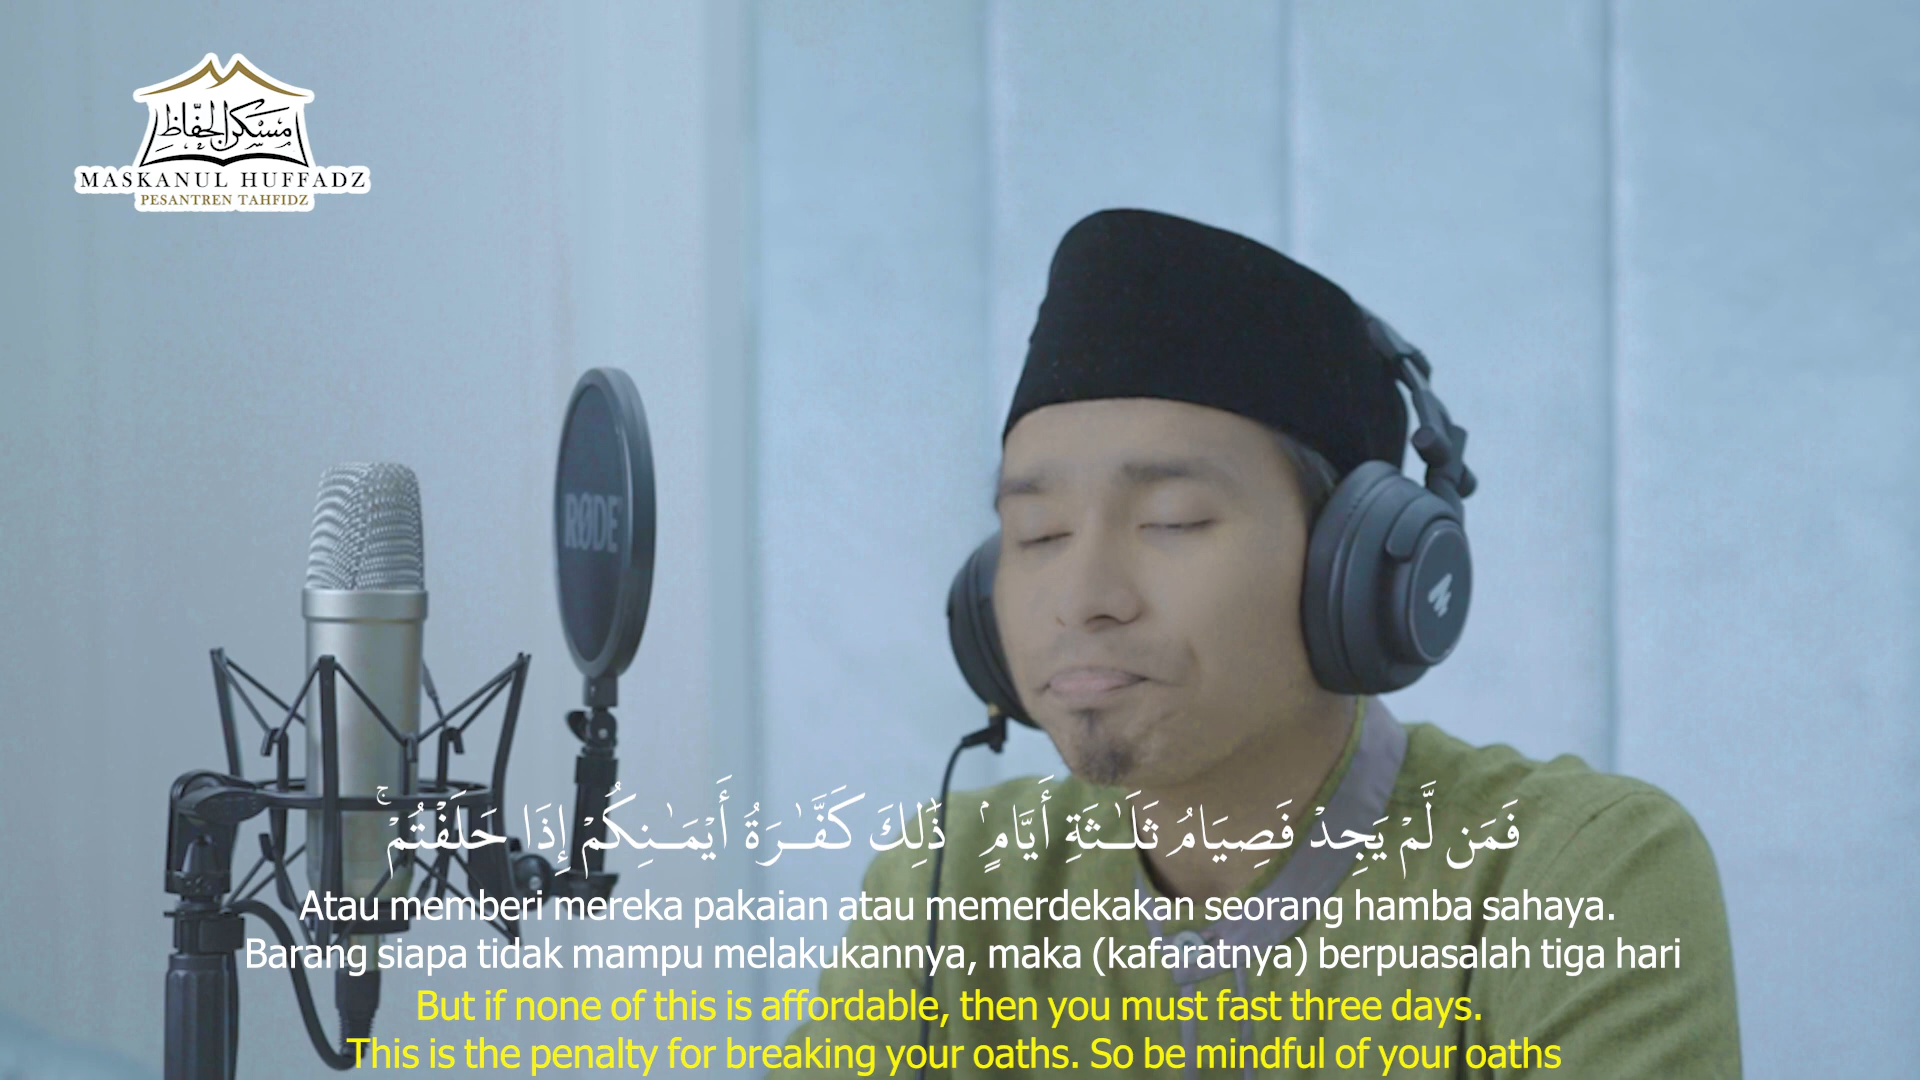 مسكن الحفاظ
MASKANUL HUFFADZ
PESANTREN TAHFIDZ
RØDE
فَمَن لَّمْ يَجِدْ فَصِيَامُ ثَلَـٰثَةِ أَيَّامٍۢ ذَٰلِكَ كَفَّـٰرَةُ أَيْمَـٰنِكُمْ إِذَا حَلَفْتُمْ ۚ
Atau memberi mereka pakaian atau memerdekakan seorang hamba sahaya.
Barang siapa tidak mampu melakukannya, maka (kafaratnya) berpuasalah tiga hari
But if none of this is affordable, then you must fast three days.
This is the penalty for breaking your oaths. So be mindful of your oaths